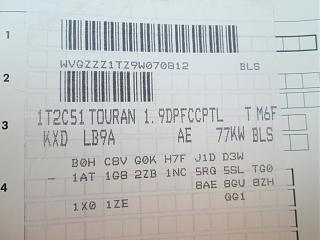 1
WVGZZZ1TZ9W070812 BLS
2
1T2C51 TOURAN 1.9DPFCCPTL T M6F
3
KXD LB9A AE 77KW BLS
B0H C8V G0K H7F J1D D3W
- 1AT 1G8 2ZB 1NC 5RQ 5SL TG0
4
8AE 8GU 8ZH
1X0 1ZE QG1